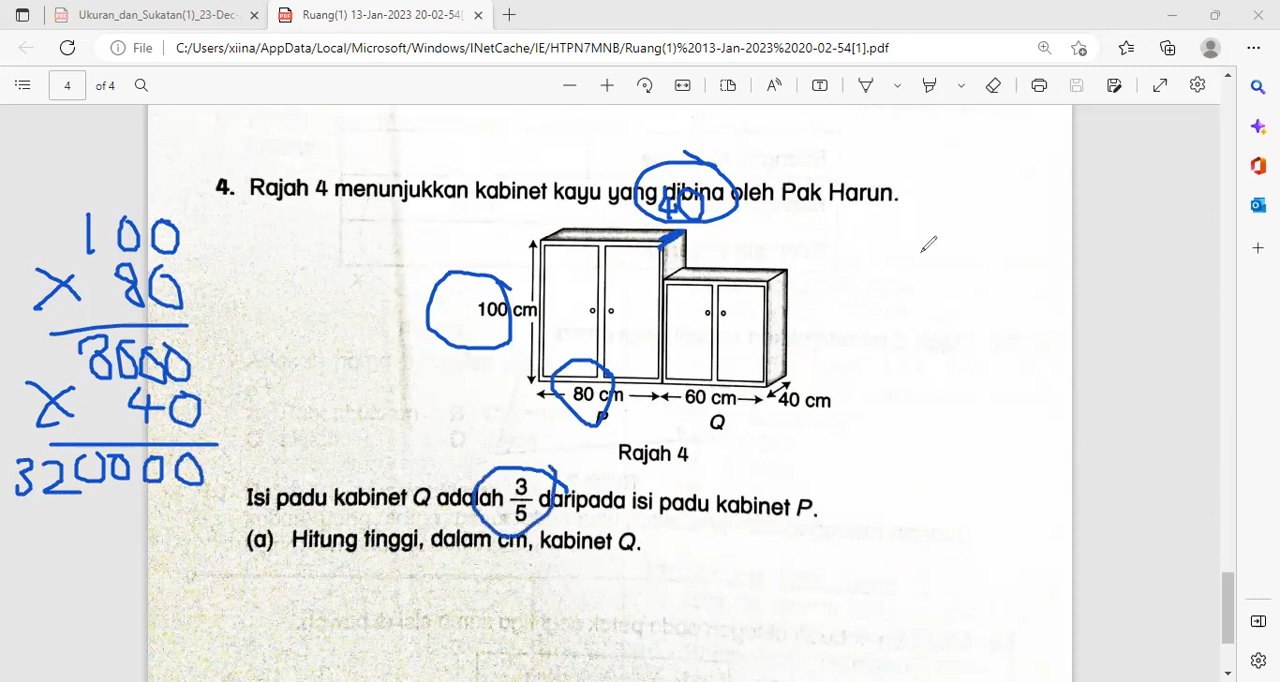 Ukuran_dan_Sukatan(1)_23-Dec-
Ruang(1) 13-Jan-2023 20-02-54[
File
C:/Users/xiina/AppData/Local/Microsoft/Windows/INetCache/IE/HTPN7MNB/Ruang(1)%2013-Jan-2023%2020-02-54[1].pdf
4 of 4
4. Rajah 4 menunjukkan kabinet kayu yang dibina oleh Pak Harun.
40
100 cm
80 cm
60 cm
40 cm
P
Q
Rajah 4
Isi padu kabinet Q adalah 3/5 daripada isi padu kabinet P.
(a) Hitung tinggi, dalam cm, kabinet Q.
100
X 80
8000
X 40
320000